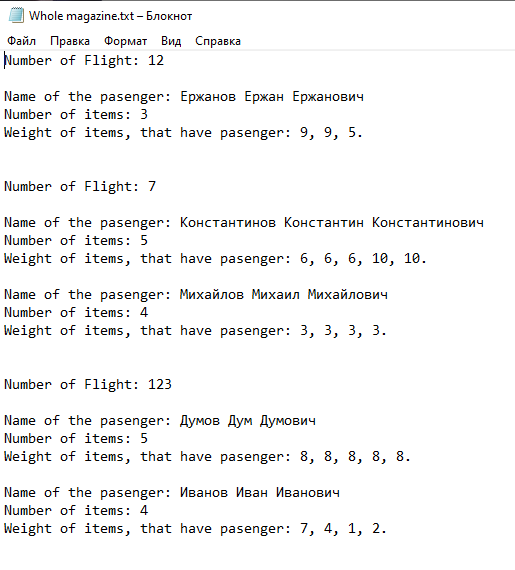 Whole magazine.txt – Блокнот
Файл Правка Формат Вид Справка
Number of Flight: 12
Name of the pasenger: Ержанов Ержан Ержанович
Number of items: 3
Weight of items, that have pasenger: 9, 9, 5.
Number of Flight: 7
Name of the pasenger: Константинов Константин Константинович
Number of items: 5
Weight of items, that have pasenger: 6, 6, 6, 10, 10.
Name of the pasenger: Михайлов Михаил Михайлович
Number of items: 4
Weight of items, that have pasenger: 3, 3, 3, 3.
Number of Flight: 123
Name of the pasenger: Думов Дум Думович
Number of items: 5
Weight of items, that have pasenger: 8, 8, 8, 8, 8.
Name of the pasenger: Иванов Иван Иванович
Number of items: 4
Weight of items, that have pasenger: 7, 4, 1, 2.